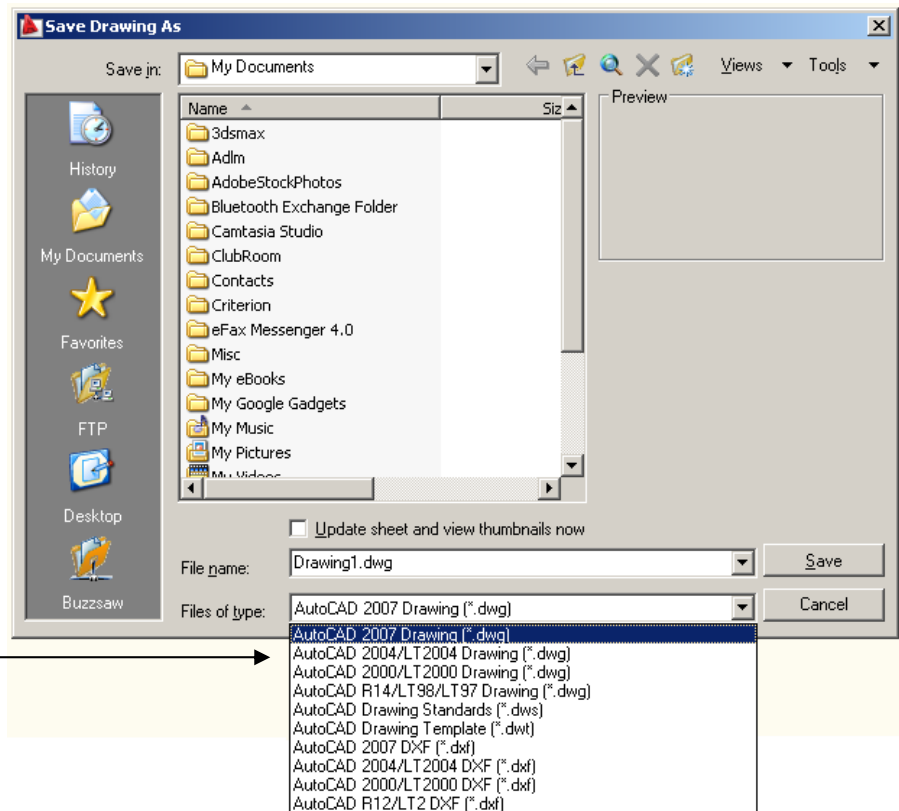 Save Drawing As
Save in:
My Documents
Views
Tools
History
My Documents
Favorites
FTP
Desktop
Buzzsaw
Name
Siz
3dsmax
Adlm
AdobeStockPhotos
Bluetooth Exchange Folder
Camtasia Studio
ClubRoom
Contacts
Criterion
eFax Messenger 4.0
Misc
My eBooks
My Google Gadgets
My Music
My Pictures
My Videos
Preview
Update sheet and view thumbnails now
File name:
Drawing1.dwg
Save
Files of type:
AutoCAD 2007 Drawing (*.dwg)
Cancel
AutoCAD 2007 Drawing (*.dwg)
AutoCAD 2004/LT2004 Drawing (*.dwg)
AutoCAD 2000/LT2000 Drawing (*.dwg)
AutoCAD R14/LT98/LT97 Drawing (*.dwg)
AutoCAD Drawing Standards (*.dws)
AutoCAD Drawing Template (*.dwt)
AutoCAD 2007 DXF (*.dxf)
AutoCAD 2004/LT2004 DXF (*.dxf)
AutoCAD 2000/LT2000 DXF (*.dxf)
AutoCAD R12/LT2 DXF (*.dxf)